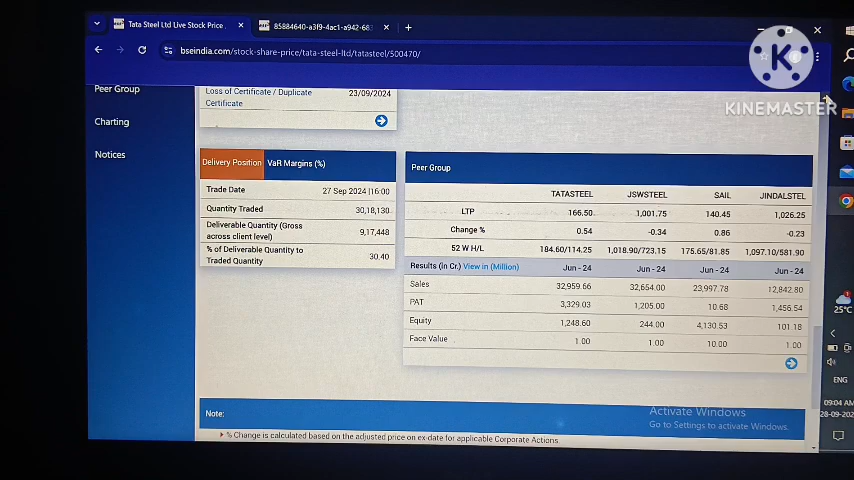 Tata Steel Ltd Live Stock Price
85884640-a3f9-4ac1-a942-683
bseindia.com/stock-share-price/tata-steel-ltd/tatasteel/500470/
K
KINEMASTER
Peer Group
Charting
Notices
Loss of Certificate / Duplicate 23/09/2024
Certificate
Delivery Position VaR Margins (%)
Trade Date 27 Sep 2024 |16:00
Quantity Traded 30,18,130
Deliverable Quantity (Gross
across client level) 9,17,448
% of Deliverable Quantity to
Traded Quantity 30.40
Peer Group
TATASTEEL JSWSTEEL SAIL JINDALSTEL
LTP 166.50 1,001.75 140.45 1,026.25
Change % 0.54 -0.34 0.86 -0.23
52 W H/L 184.60/114.25 1,018.90/723.15 175.65/81.85 1,097.10/581.90
Results (in Cr.) View in (Million) Jun - 24 Jun - 24 Jun - 24 Jun - 24
Sales 32,959.66 32,654.00 23,997.78 12,842.80
PAT 3,329.03 1,205.00 10.68 1,456.54
Equity 1,248.60 244.00 4,130.53 101.18
Face Value 1.00 1.00 10.00 1.00
Note:
% Change is calculated based on the adjusted price on ex-date for applicable Corporate Actions
Activate Windows
Go to Settings to activate Windows.
25°C
ENG
09:04 AM
28-09-202